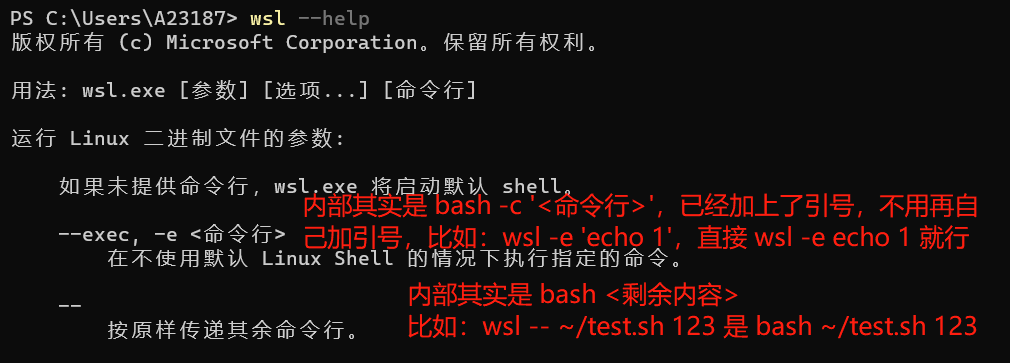 PS C:\Users\A23187> wsl --help
版权所有 (c) Microsoft Corporation。保留所有权利。
用法: wsl.exe [参数] [选项...] [命令行]
运行 Linux 二进制文件的参数:
如果未提供命令行，wsl.exe 将启动默认 shell。
内部其实是 bash -c '<命令行>'，已经加上了引号，不用再自
--exec, -e <命令行>
己加引号，比如：wsl -e 'echo 1'，直接 wsl -e echo 1 就行
在不使用默认 Linux Shell 的情况下执行指定的命令。
内部其实是 bash <剩余内容>
--
比如：wsl -- ~/test.sh 123 是 bash ~/test.sh 123
按原样传递其余命令行。